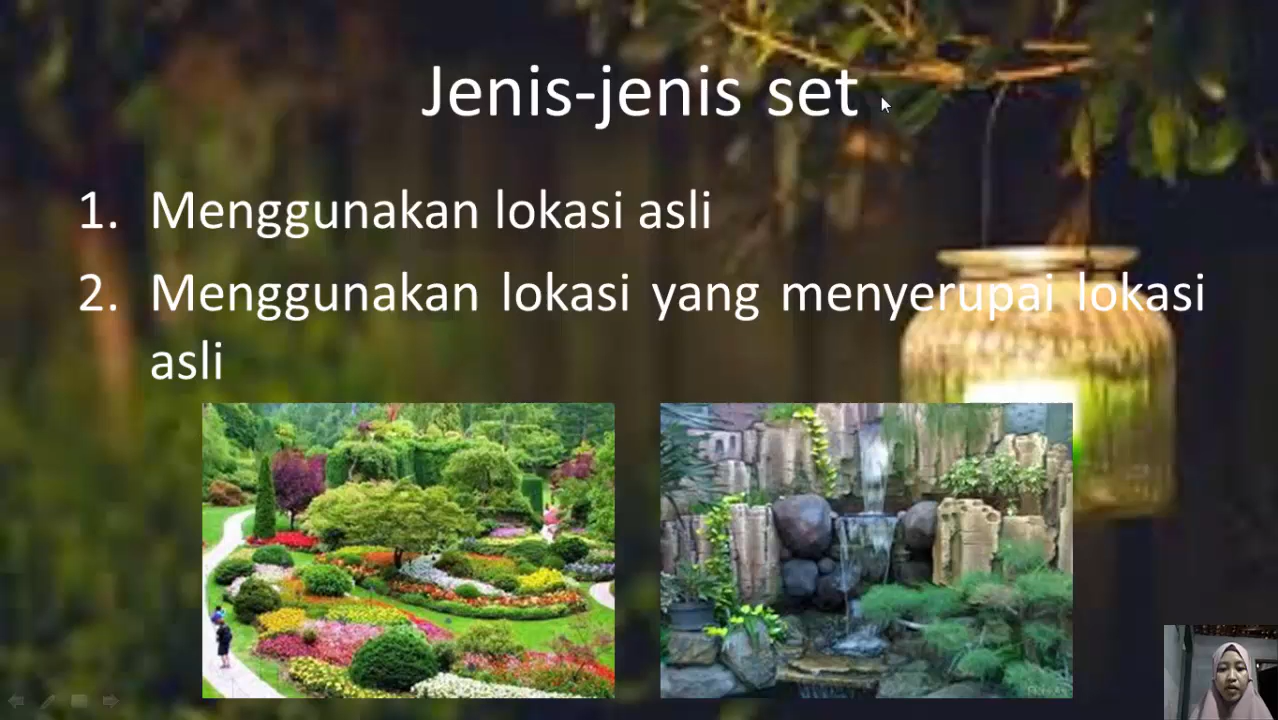 Jenis-jenis set
1. Menggunakan lokasi asli
2. Menggunakan lokasi yang menyerupai lokasi
asli